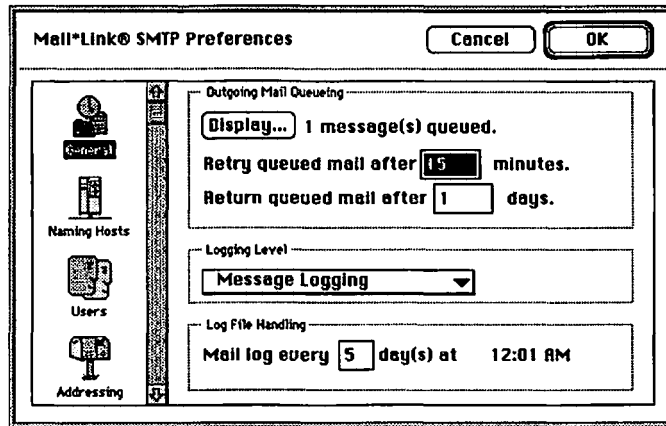 Mail*Link® SMTP Preferences
Cancel
OK
General
Naming Hosts
Users
Addressing
Outgoing Mail Queueing
Display... 1 message(s) queued.
Retry queued mail after 15 minutes.
Return queued mail after 1 days.
Logging Level
Message Logging
Log File Handling
Mail log every 5 day(s) at 12:01 AM